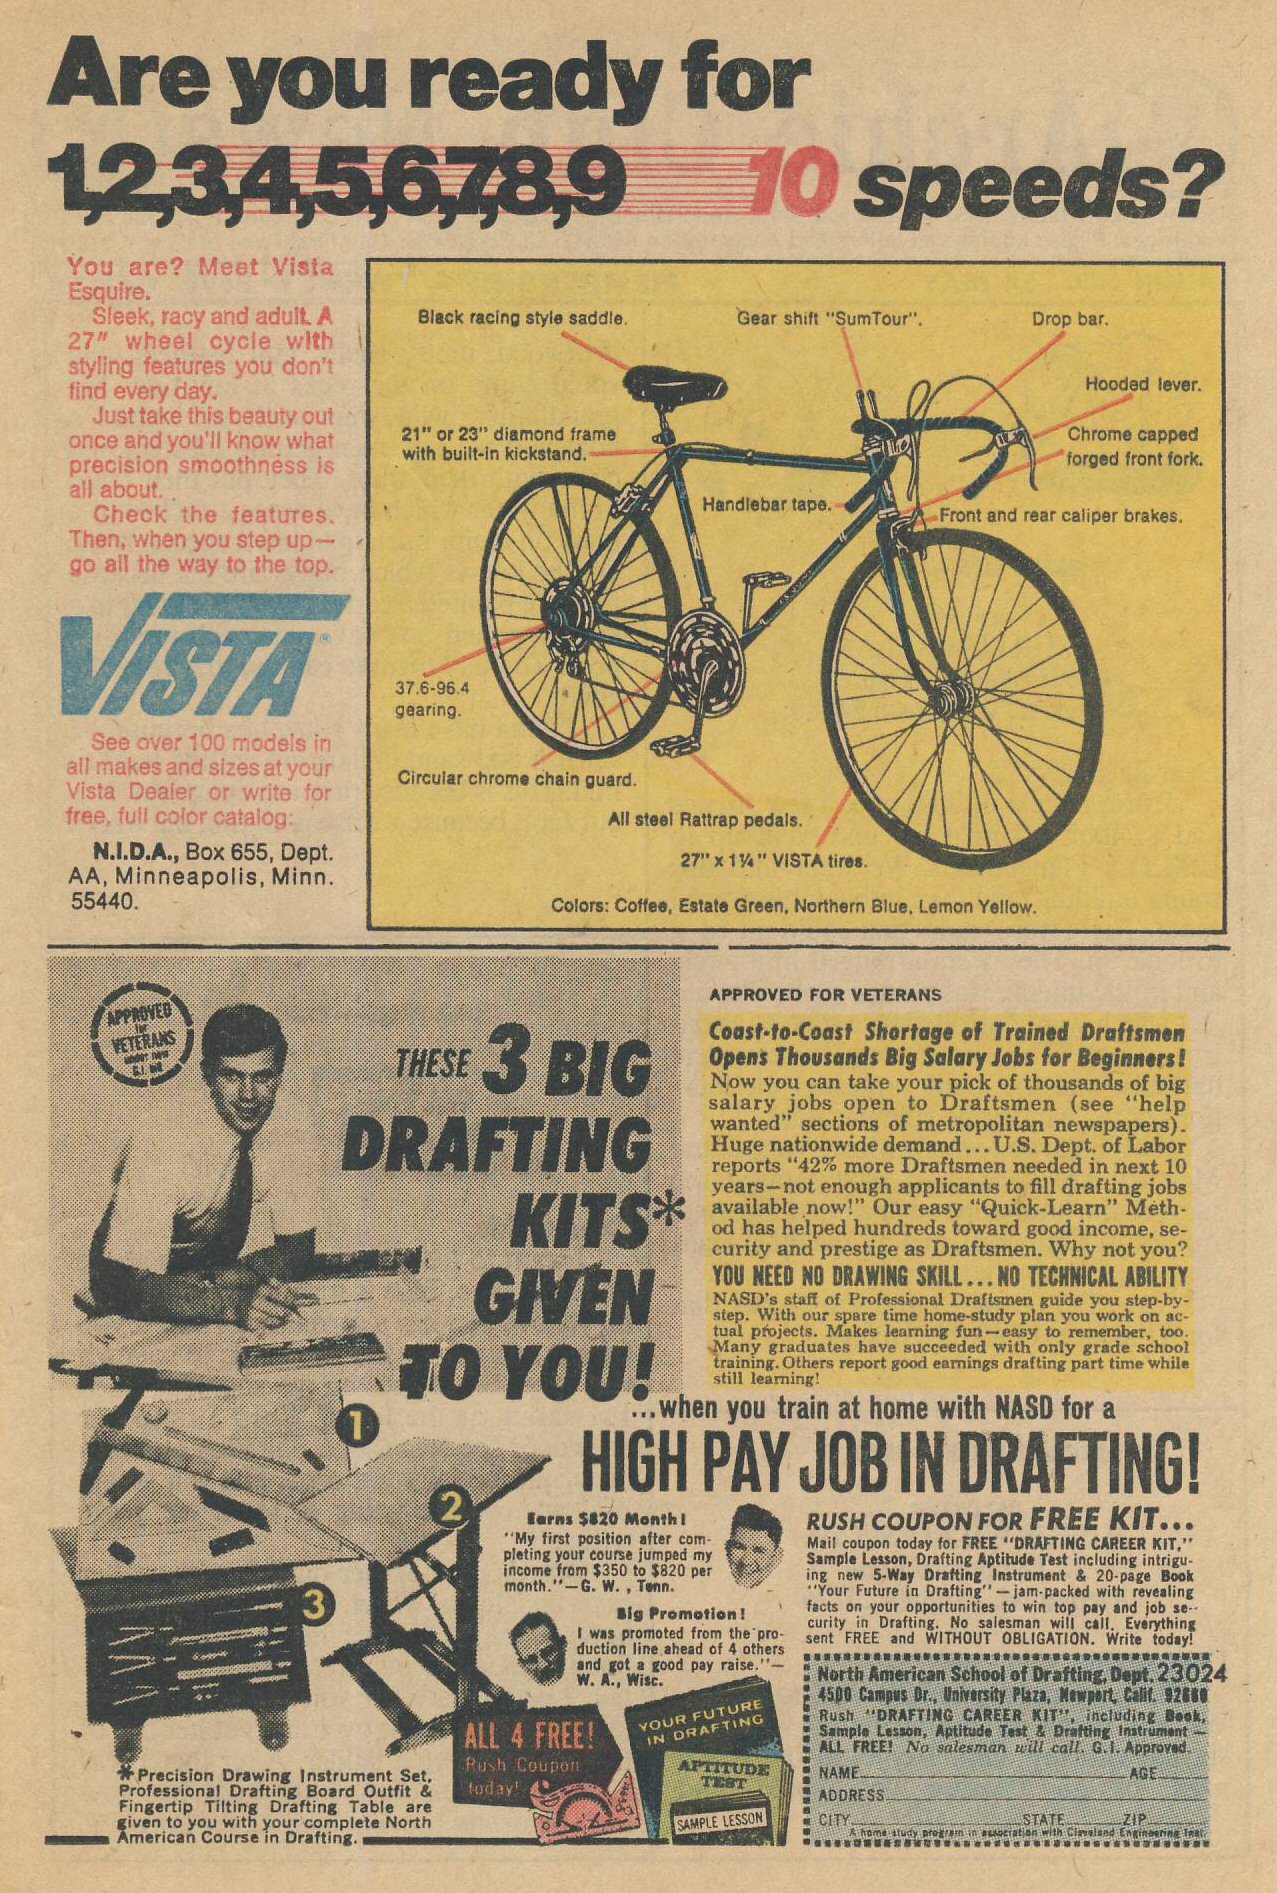 Are you ready for
1,2,3,4,5,6,7,8,9 10 speeds?
You are? Meet Vista
Esquire.
Sleek, racy and adult. A
27" wheel cycle with
styling features you don't
find every day.
Just take this beauty out
once and you'll know what
precision smoothness is
all about.
Check the features.
Then, when you step up—
go all the way to the top.
VISTA®
See over 100 models in
all makes and sizes at your
Vista Dealer or write for
free, full color catalog:
N.I.D.A., Box 655, Dept.
AA, Minneapolis, Minn.
55440.
Black racing style saddle.
Gear shift "SumTour".
Drop bar.
Hooded lever.
21" or 23" diamond frame
with built-in kickstand.
Chrome capped
forged front fork.
Handlebar tape.
Front and rear caliper brakes.
37.6-96.4
gearing.
Circular chrome chain guard.
All steel Rattrap pedals.
27" x 1¼" VISTA tires.
Colors: Coffee, Estate Green, Northern Blue, Lemon Yellow.
APPROVED
for
VETERANS
under new
G.I. bill
THESE 3 BIG
DRAFTING
KITS*
GIVEN
TO YOU!
APPROVED FOR VETERANS
Coast-to-Coast Shortage of Trained Draftsmen
Opens Thousands Big Salary Jobs for Beginners!
Now you can take your pick of thousands of big
salary jobs open to Draftsmen (see "help
wanted" sections of metropolitan newspapers).
Huge nationwide demand...U.S. Dept. of Labor
reports "42% more Draftsmen needed in next 10
years—not enough applicants to fill drafting jobs
available now!" Our easy "Quick-Learn" Meth-
od has helped hundreds toward good income, se-
curity and prestige as Draftsmen. Why not you?
YOU NEED NO DRAWING SKILL...NO TECHNICAL ABILITY
NASD's staff of Professional Draftsmen guide you step-by-
step. With our spare time home-study plan you work on ac-
tual projects. Makes learning fun—easy to remember, too.
Many graduates have succeeded with only grade school
training. Others report good earnings drafting part time while
still learning!
...when you train at home with NASD for a
HIGH PAY JOB IN DRAFTING!
1
2
3
Earns $820 Month!
"My first position after com-
pleting your course jumped my
income from $350 to $820 per
month."—G. W. , Tenn.
Big Promotion!
I was promoted from the pro-
duction line ahead of 4 others
and got a good pay raise."—
W. A., Wisc.
RUSH COUPON FOR FREE KIT...
Mail coupon today for FREE "DRAFTING CAREER KIT,"
Sample Lesson, Drafting Aptitude Test including intrigu-
ing new 5-Way Drafting Instrument & 20-page Book
"Your Future in Drafting"—jam-packed with revealing
facts on your opportunities to win top pay and job se-
curity in Drafting. No salesman will call. Everything
sent FREE and WITHOUT OBLIGATION. Write today!
*Precision Drawing Instrument Set,
Professional Drafting Board Outfit &
Fingertip Tilting Drafting Table are
given to you with your complete North
American Course in Drafting.
ALL 4 FREE!
Rush Coupon
today!
YOUR FUTURE
IN DRAFTING
APTITUDE
TEST
SAMPLE LESSON
North American School of Drafting, Dept. 23024
4500 Campus Dr., University Plaza, Newport, Calif. 92660
Rush "DRAFTING CAREER KIT", including Book,
Sample Lesson, Aptitude Test & Drafting Instrument—
ALL FREE! No salesman will call. G.I. Approved.
NAME AGE
ADDRESS
CITY STATE ZIP
A home study program in association with Cleveland Engineering Inst.